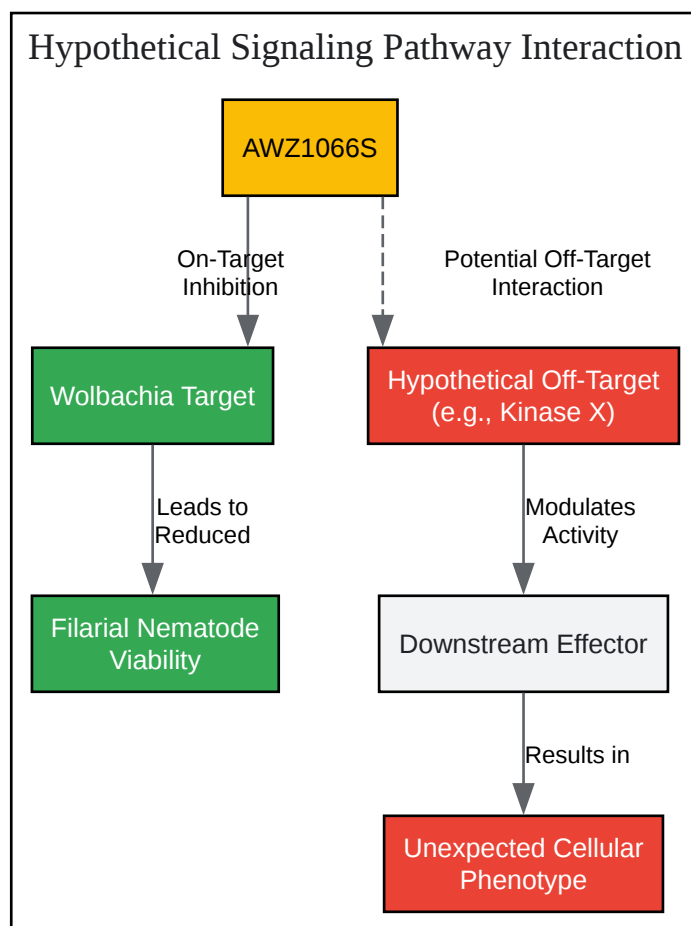 Hypothetical Signaling Pathway Interaction
AWZ1066S
On-Target
Inhibition
Potential Off-Target
Interaction
Wolbachia Target
Hypothetical Off-Target
(e.g., Kinase X)
Leads to
Reduced
Modulates
Activity
Filarial Nematode
Viability
Downstream Effector
Results in
Unexpected Cellular
Phenotype